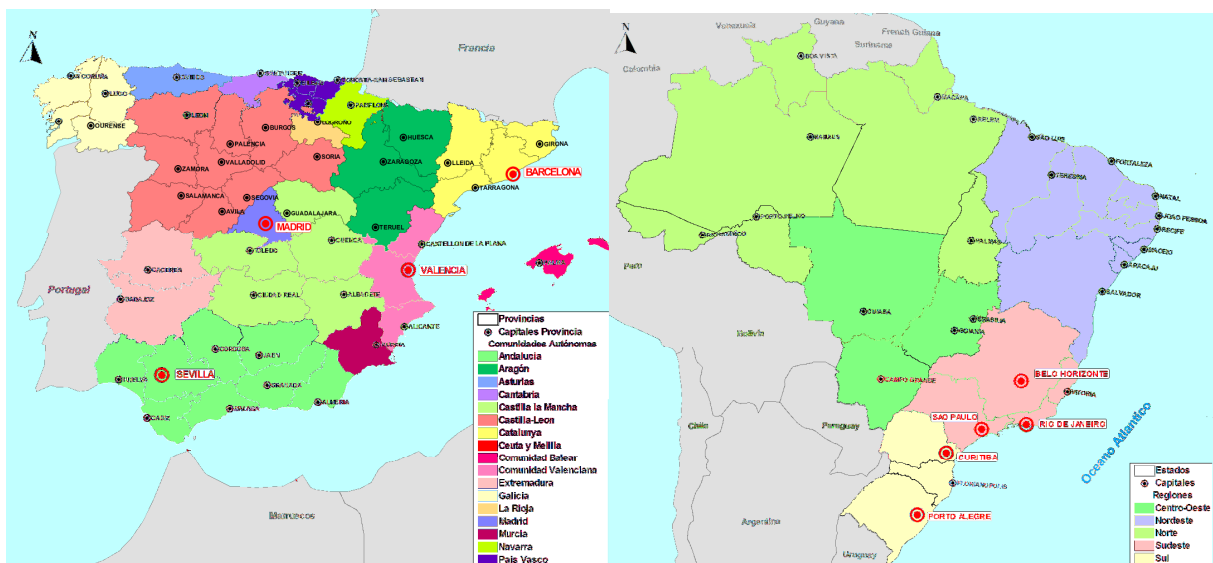 N
Francia
A CORUÑA
OVIEDO
LUGO
OURENSE
LEON
BURGOS
PALENCIA
VALLADOLID
ZAMORA
SORIA
SALAMANCA
SEGOVIA
AVILA
MADRID
GUADALAJARA
PAMPLONA
LOGROÑO
HUESCA
ZARAGOZA
TERUEL
LLEIDA
GIRONA
BARCELONA
TARRAGONA
CUENCA
TOLEDO
CASTELLON DE LA PLANA
VALENCIA
CACERES
BADAJOZ
Portugal
CIUDAD REAL
ALBACETE
ALICANTE
MURCIA
CORDOBA
JAEN
SEVILLA
HUELVA
GRANADA
ALMERIA
MALAGA
CADIZ
Marruecos
Provincias
Capitales Provincia
Comunidades Autónomas
Andalucia
Aragón
Asturias
Cantabria
Castilla la Mancha
Castilla-Leon
Catalunya
Ceuta y Melilla
Comunidad Balear
Comunidad Valenciana
Extremadura
Galicia
La Rioja
Madrid
Murcia
Navarra
Pais Vasco
N
Venezuela
Guyana
French Guiana
Suriname
Colombia
BOA VISTA
MACAPA
BELEM
MANAUS
SAO LUIS
FORTALEZA
TERESINA
NATAL
JOAO PESSOA
RECIFE
MACEIO
ARACAJU
SALVADOR
PORTO VELHO
RIO BRANCO
PALMAS
Peru
CUIABA
BRASILIA
GOIANIA
Bolivia
CAMPO GRANDE
BELO HORIZONTE
VITORIA
SAO PAULO
RIO DE JANEIRO
Chile
Paraguay
CURITIBA
FLORIANOPOLIS
PORTO ALEGRE
Argentina
Uruguay
Oceano Atlantico
Estados
Capitales
Regiones
Centro-Oeste
Nordeste
Norte
Sudeste
Sul